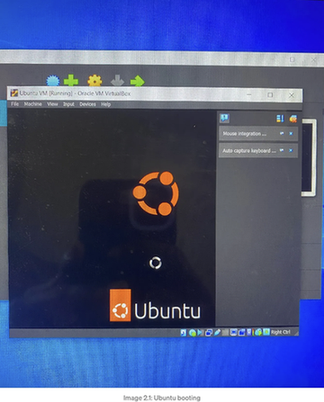 Ubuntu VM [Running] - Oracle VM VirtualBox
File Machine View Input Devices Help
Mouse integration ...
Auto capture keyboard ...
Ubuntu
Right Ctrl
Image 2.1: Ubuntu booting